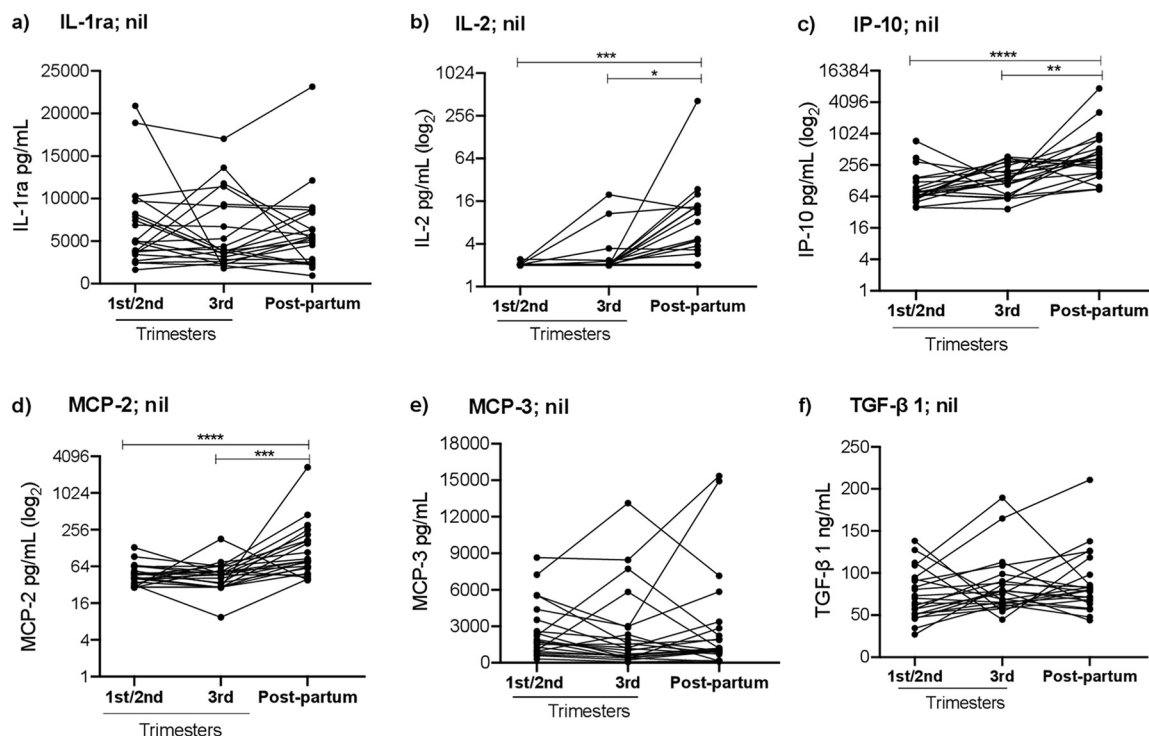 a) IL-1ra; nil
IL-1ra pg/mL
25000
20000
15000
10000
5000
0
1st/2nd 3rd Post-partum
Trimesters
b) IL-2; nil
*** 
*
IL-2 pg/mL (log2)
1024
256
64
16
4
1
1st/2nd 3rd Post-partum
Trimesters
c) IP-10; nil
****
**
IP-10 pg/mL (log2)
16384
4096
1024
256
64
16
4
1
1st/2nd 3rd Post-partum
Trimesters
d) MCP-2; nil
****
***
MCP-2 pg/mL (log2)
4096
1024
256
64
16
4
1
1st/2nd 3rd Post-partum
Trimesters
e) MCP-3; nil
MCP-3 pg/mL
18000
15000
12000
9000
6000
3000
0
1st/2nd 3rd Post-partum
Trimesters
f) TGF-β 1; nil
TGF-β 1 ng/mL
250
200
150
100
50
0
1st/2nd 3rd Post-partum
Trimesters